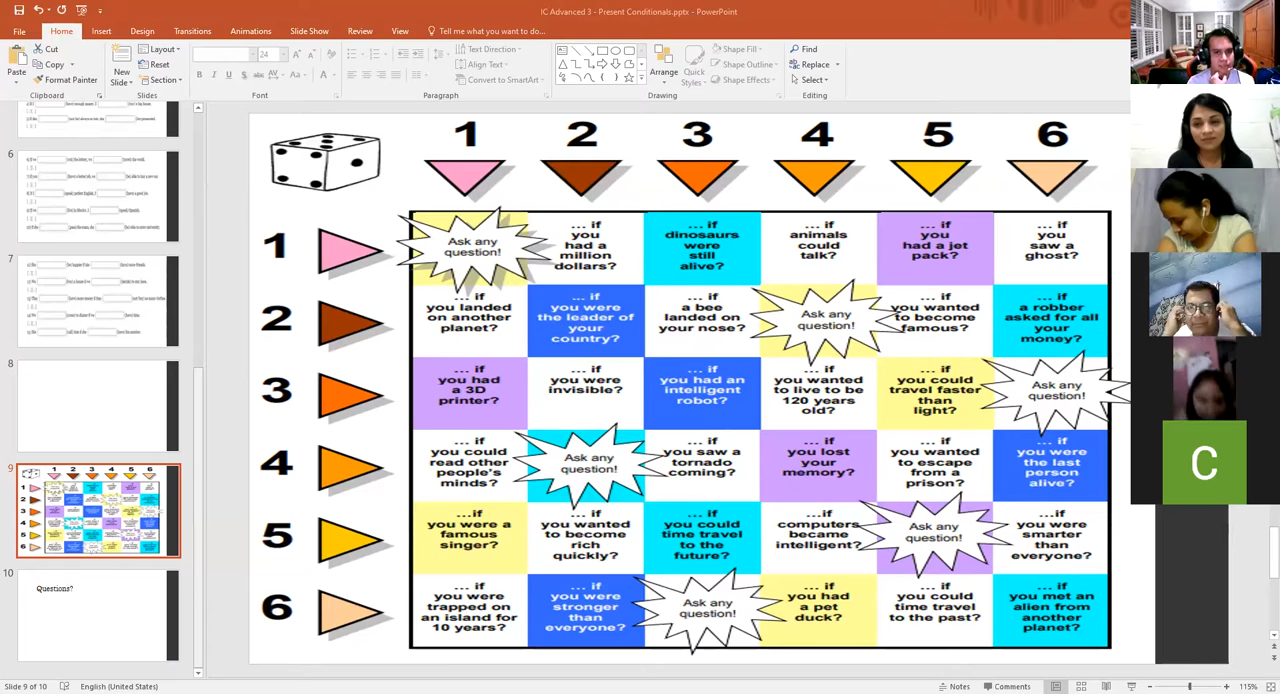 IC Advanced 3 - Present Conditionals.pptx - PowerPoint
File Home Insert Design Transitions Animations Slide Show Review View Tell me what you want to do...
Paste
Cut
Copy
Format Painter
Clipboard
New
Slide
Layout
Reset
Section
Slides
24
B I U S abc AV Aa A
Font
Text Direction
Align Text
Convert to SmartArt
Paragraph
Arrange
Quick
Styles
Shape Fill
Shape Outline
Shape Effects
Drawing
Find
Replace
Select
Editing
6
7
8
9
10
Questions?
1 2 3 4 5 6
1
Ask any
question!
... if
you
had a
million
dollars?
... if
dinosaurs
were
still
alive?
... if
animals
could
talk?
... if
you
had a jet
pack?
... if
you
saw a
ghost?
2
... if
you landed
on another
planet?
... if
you were
the leader of
your
country?
... if
a bee
landed on
your nose?
Ask any
question!
... if
you wanted
to become
famous?
... if
a robber
asked for all
your
money?
3
... if
you had
a 3D
printer?
... if
you were
invisible?
... if
you had an
intelligent
robot?
... if
you wanted
to live to be
120 years
old?
... if
you could
travel faster
than
light?
Ask any
question!
4
... if
you could
read other
people's
minds?
Ask any
question!
... if
you saw a
tornado
coming?
... if
you lost
your
memory?
... if
you wanted
to escape
from a
prison?
... if
you were
the last
person
alive?
5
...if
you were a
famous
singer?
... if
you wanted
to become
rich
quickly?
... if
you could
time travel
to the
future?
... if
computers
became
intelligent?
Ask any
question!
... if
you were
smarter
than
everyone?
6
... if
you were
trapped on
an island for
10 years?
... if
you were
stronger
than
everyone?
Ask any
question!
... if
you had
a pet
duck?
... if
you could
time travel
to the past?
... if
you met an
alien from
another
planet?
C
Slide 9 of 10 English (United States) Notes Comments 115%